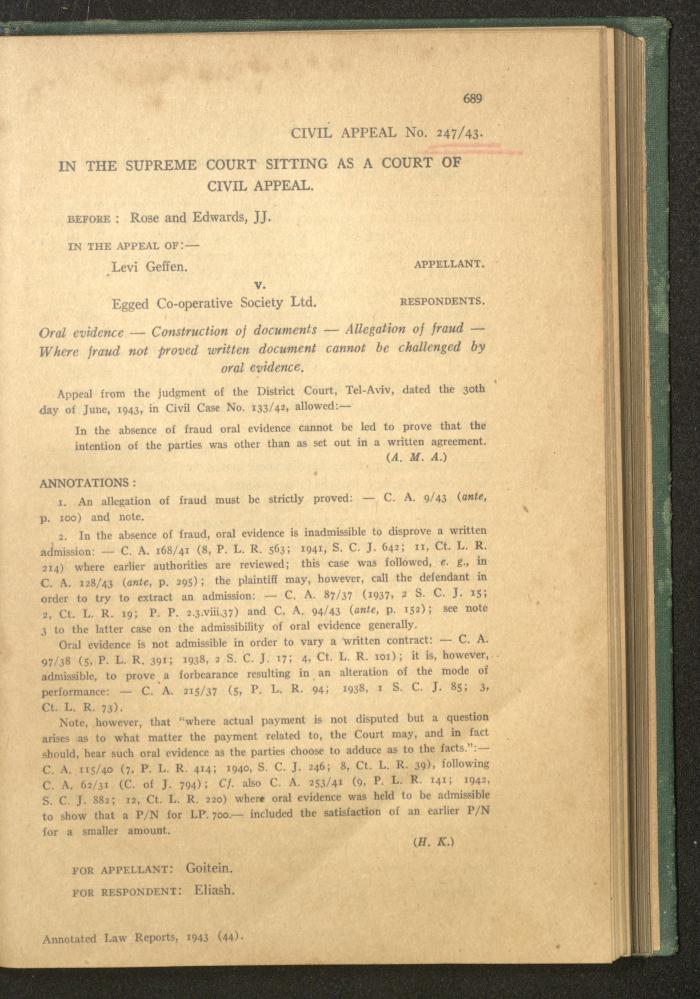 689
CIVIL APPEAL No. 247/43.
IN THE SUPREME COURT SITTING AS A COURT OF
CIVIL APPEAL.
BEFORE : Rose and Edwards, JJ.
IN THE APPEAL OF:—
Levi Geffen. APPELLANT.
v.
Egged Co-operative Society Ltd. RESPONDENTS.
Oral evidence — Construction of documents — Allegation of fraud —
Where fraud not proved written document cannot be challenged by
oral evidence.
Appeal from the judgment of the District Court, Tel-Aviv, dated the 30th
day of June, 1943, in Civil Case No. 133/42, allowed:—
In the absence of fraud oral evidence cannot be led to prove that the
intention of the parties was other than as set out in a written agreement.
(A. M. A.)
ANNOTATIONS :
1. An allegation of fraud must be strictly proved: — C. A. 9/43 (ante,
p. 100) and note.
2. In the absence of fraud, oral evidence is inadmissible to disprove a written
admission: — C. A. 168/41 (8, P. L. R. 563; 1941, S. C. J. 642; 11, Ct. L. R.
214) where earlier authorities are reviewed; this case was followed, e. g., in
C. A. 128/43 (ante, p. 295); the plaintiff may, however, call the defendant in
order to try to extract an admission: — C. A. 87/37 (1937, 2 S. C. J. 15;
2, Ct. L. R. 19; P. P. 2.3.viii.37) and C. A. 94/43 (ante, p. 152); see note
3 to the latter case on the admissibility of oral evidence generally.
Oral evidence is not admissible in order to vary a written contract: — C. A.
97/38 (5, P. L. R. 391; 1938, 2 S. C. J. 17; 4, Ct. L. R. 101); it is, however,
admissible, to prove a forbearance resulting in an alteration of the mode of
performance: — C. A. 215/37 (5, P. L. R. 94; 1938, 1 S. C. J. 85; 3,
Ct. L. R. 73).
Note, however, that "where actual payment is not disputed but a question
arises as to what matter the payment related to, the Court may, and in fact
should, hear such oral evidence as the parties choose to adduce as to the facts.":—
C. A. 115/40 (7, P. L. R. 414; 1940, S. C. J. 246; 8, Ct. L. R. 39), following
C. A. 62/31 (C. of J. 794); Cf. also C. A. 253/41 (9, P. L. R. 141; 1942,
S. C. J. 882; 12, Ct. L. R. 220) where oral evidence was held to be admissible
to show that a P/N for LP. 700.— included the satisfaction of an earlier P/N
for a smaller amount.
(H. K.)
FOR APPELLANT: Goitein.
FOR RESPONDENT: Eliash.
Annotated Law Reports, 1943 (44).